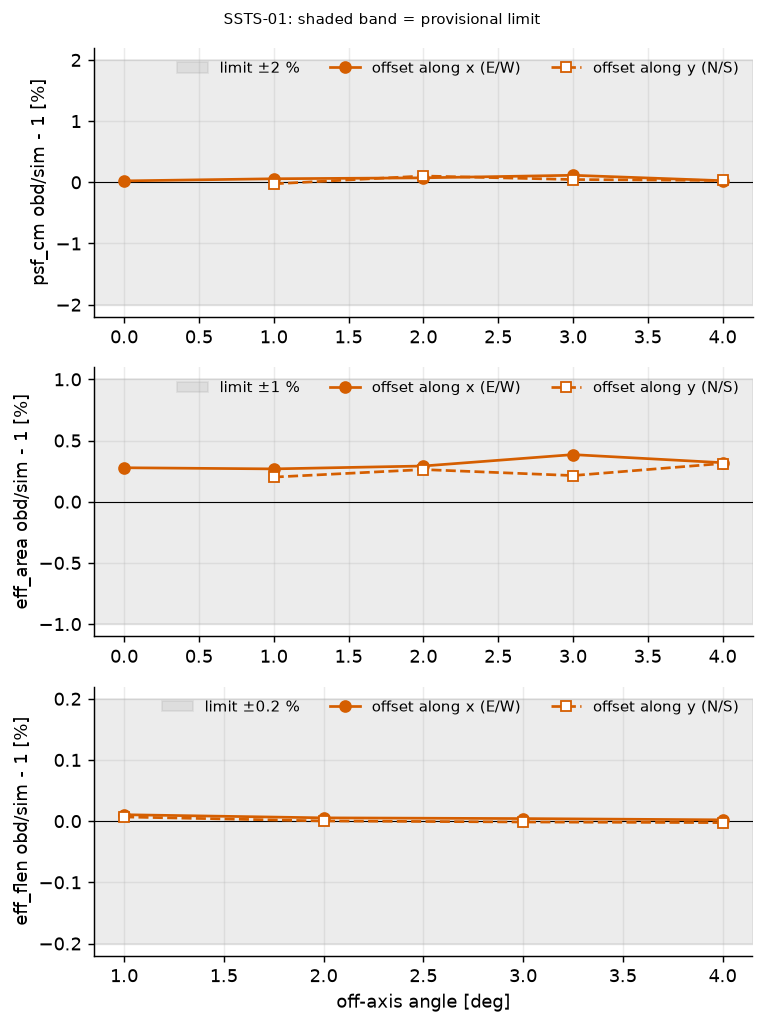 SSTS-01: shaded band = provisional limit
psf_cm obd/sim - 1 [%]
2
1
0
−1
−2
limit ±2 %
offset along x (E/W)
offset along y (N/S)
0.0 0.5 1.0 1.5 2.0 2.5 3.0 3.5 4.0
eff_area obd/sim - 1 [%]
1.0
0.5
0.0
−0.5
−1.0
limit ±1 %
offset along x (E/W)
offset along y (N/S)
0.0 0.5 1.0 1.5 2.0 2.5 3.0 3.5 4.0
eff_flen obd/sim - 1 [%]
0.2
0.1
0.0
−0.1
−0.2
limit ±0.2 %
offset along x (E/W)
offset along y (N/S)
1.0 1.5 2.0 2.5 3.0 3.5 4.0
off-axis angle [deg]